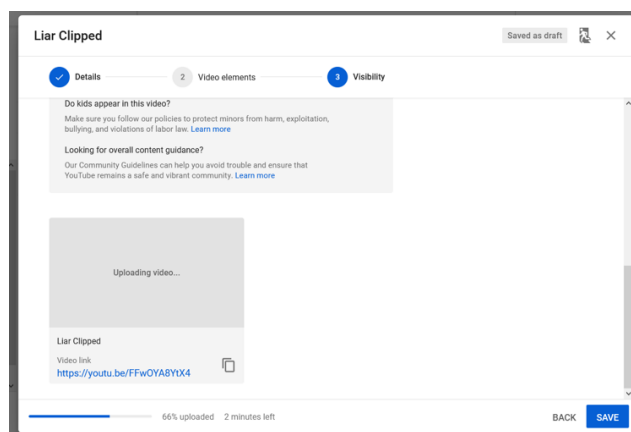 Liar Clipped
Saved as draft
Details
2 Video elements
3 Visibility
Do kids appear in this video?
Make sure you follow our policies to protect minors from harm, exploitation,
bullying, and violations of labor law. Learn more
Looking for overall content guidance?
Our Community Guidelines can help you avoid trouble and ensure that
YouTube remains a safe and vibrant community. Learn more
Uploading video...
Liar Clipped
Video link
https://youtu.be/FFwOYA8YtX4
66% uploaded 2 minutes left
BACK
SAVE